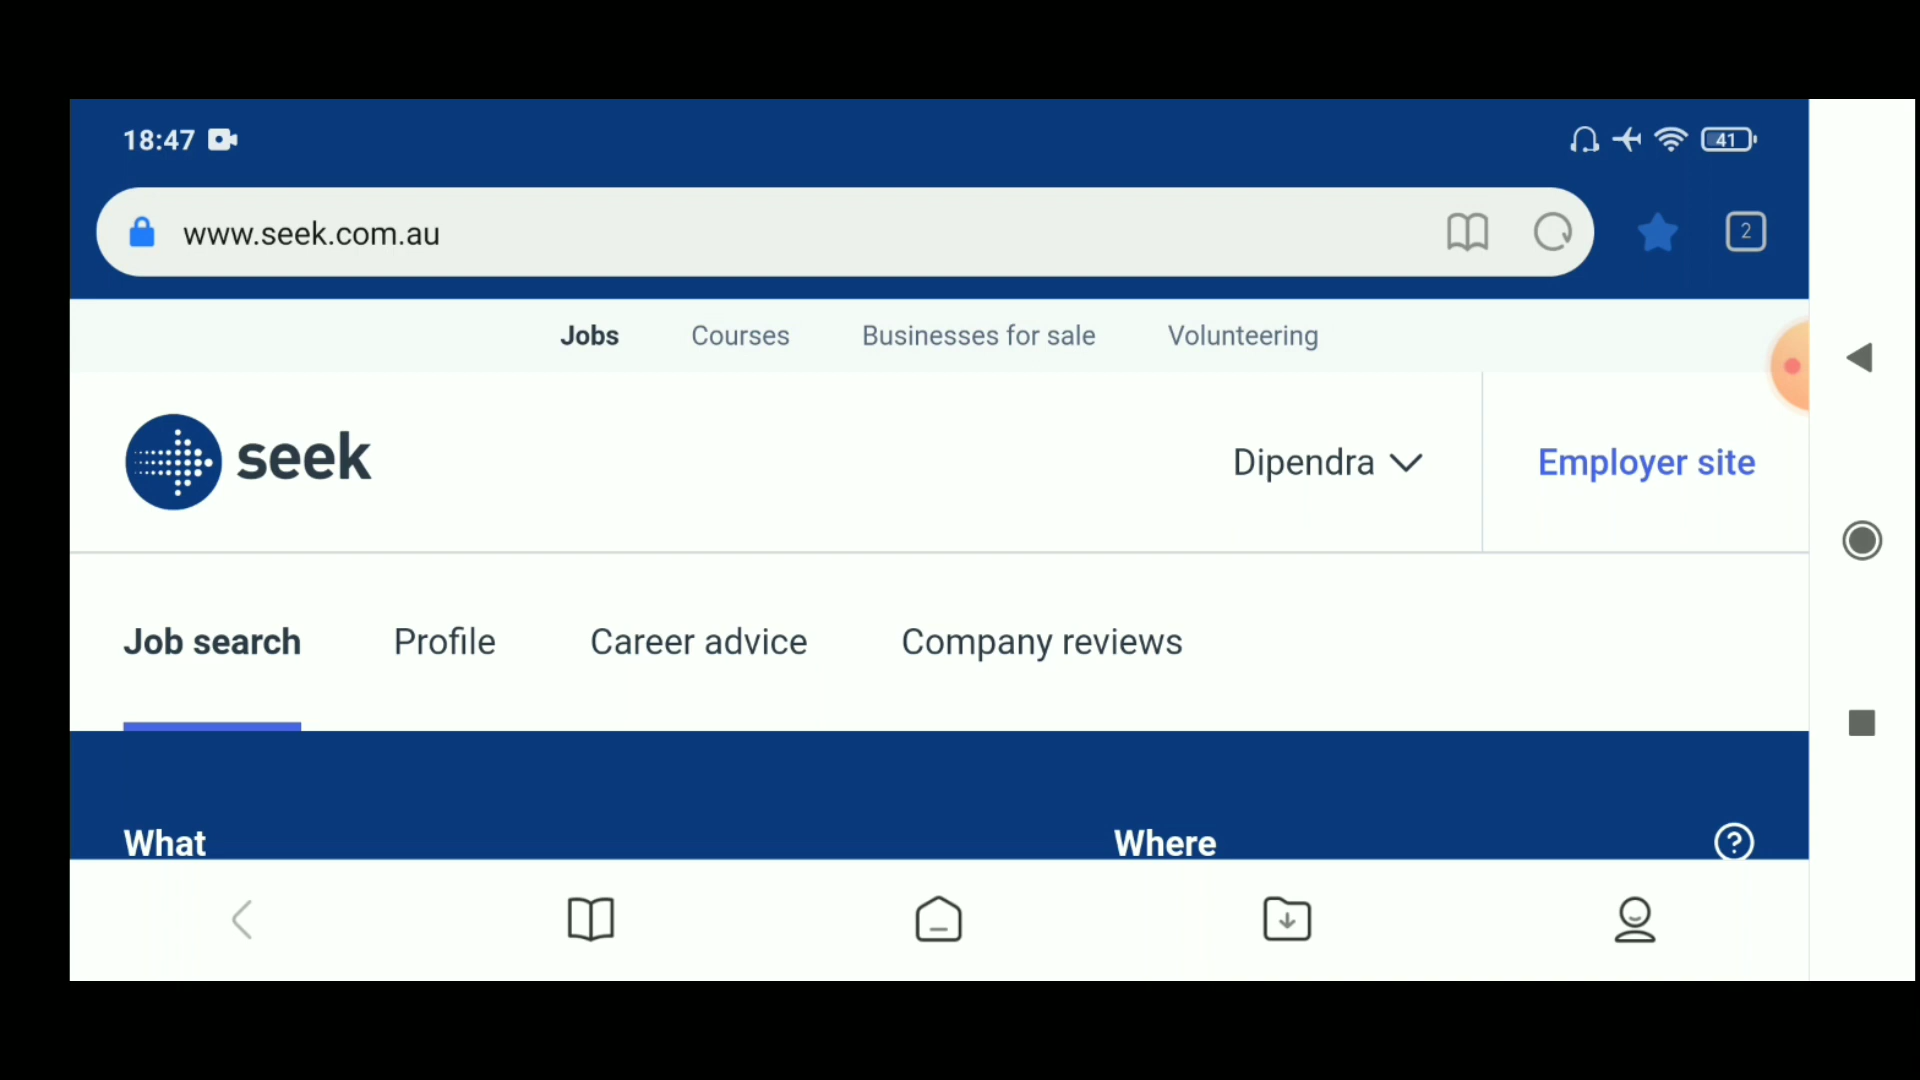 18:47 41
www.seek.com.au 2
Jobs Courses Businesses for sale Volunteering
seek Dipendra Employer site
Job search Profile Career advice Company reviews
What Where ?